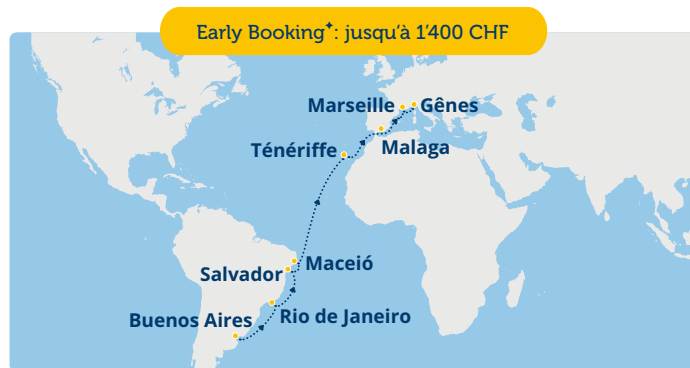 Early Booking✦: jusqu'à 1'400 CHF
Marseille
Gênes
Ténériffe
Malaga
Salvador
Maceió
Buenos Aires
Rio de Janeiro